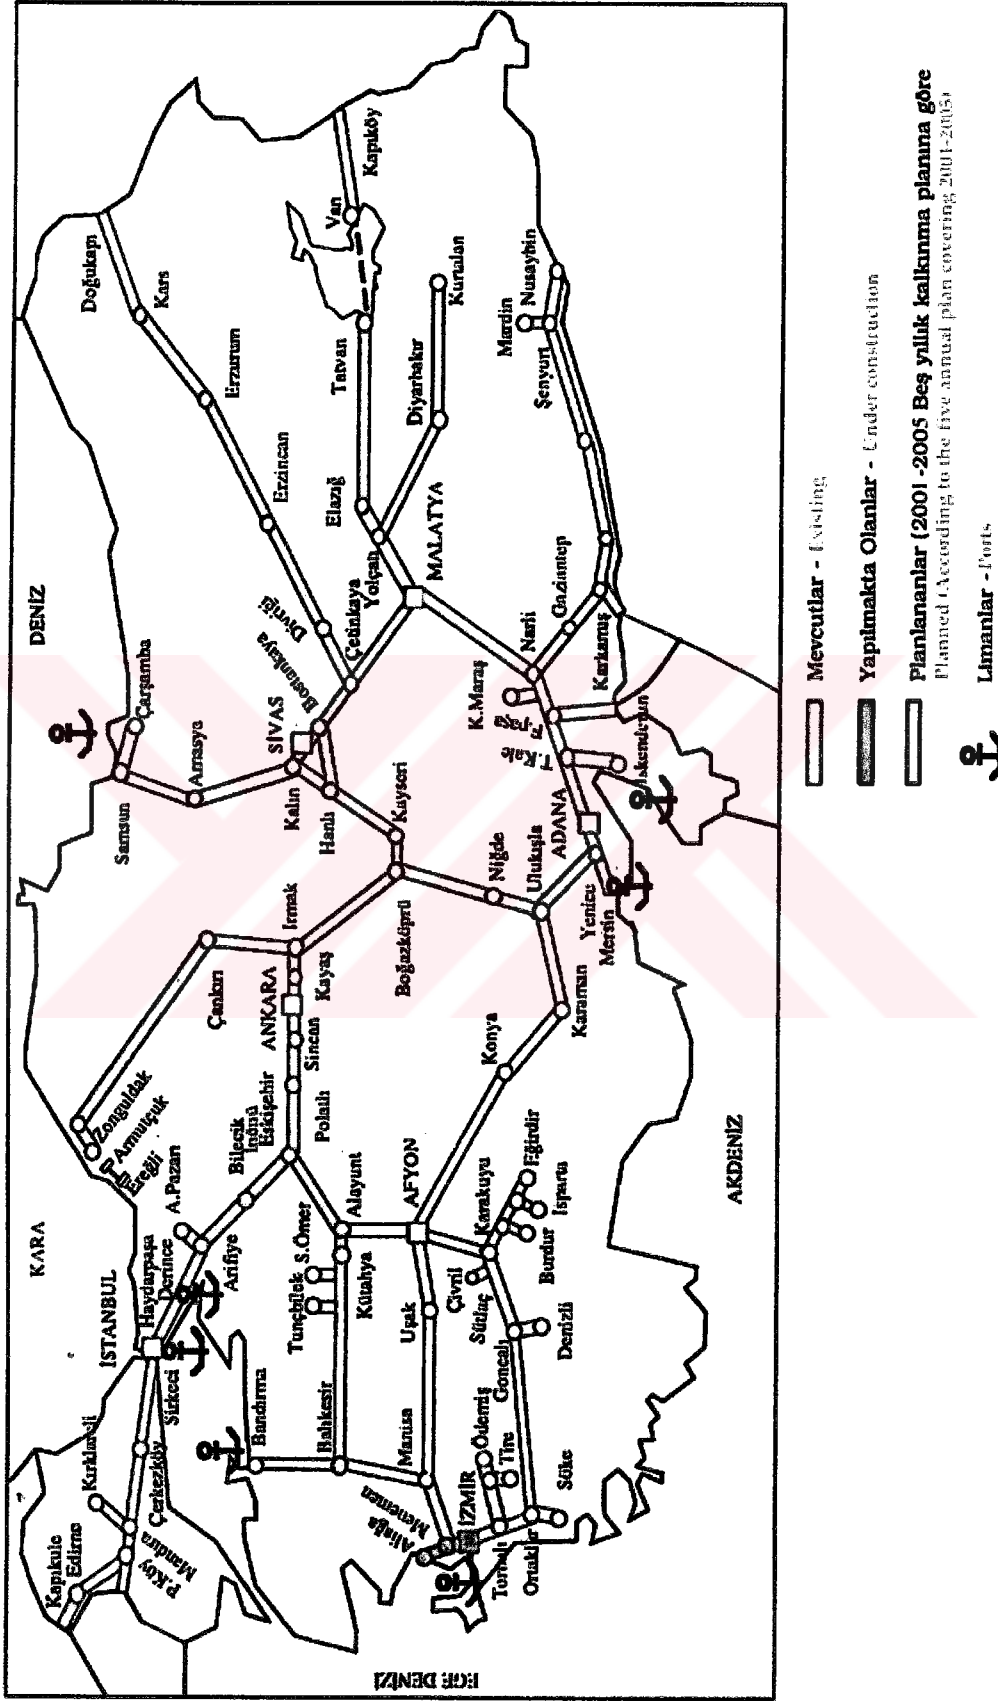 KARA
DENİZ
İSTANBUL
Kapıkule
Edirne
Kırklareli
Çerkezköy
Mandıra
P.Köy
Sirkeci
Haydarpaşa
Derince
A.Pazarı
Arifiye
Ereğli
Armutçuk
Zonguldak
Bilecik
İnönü
Eskişehir
Polatlı
Sincan
ANKARA
Kayaş
Irmak
Çankırı
Samsun
Çarşamba
Amasya
Kalın
SİVAS
Hanlı
Bostankaya
Çetinkaya
Divriği
Erzincan
Erzurum
Kars
Doğukapı
Kayseri
Boğazköprü
Niğde
Ulukışla
Yenice
Mersin
ADANA
T.Kale
İskenderun
F.paşa
K.Maraş
Narlı
Gaziantep
Karkamış
MALATYA
Yolçatı
Elazığ
Tatvan
Van
Kapıköy
Diyarbakır
Kurtalan
Mardin
Şenyurt
Nusaybin
Bandırma
Balıkesir
Tunçbilek
S.Ömer
Kütahya
Alayunt
AFYON
Uşak
Manisa
Menemen
Aliağa
İZMİR
Ödemiş
Tire
Torbalı
Ortaklar
Söke
Goncalı
Denizli
Sütlaç
Çivril
Karakuyu
Burdur
Isparta
Eğirdir
Konya
Karaman
EGE DENİZİ
AKDENİZ
Mevcutlar - Existing
Yapılmakta Olanlar - Under construction
Planlananlar (2001-2005 Beş yıllık kalkınma planına göre
Planned (According to the five annual plan covering 2001-2005)
Limanlar - Ports